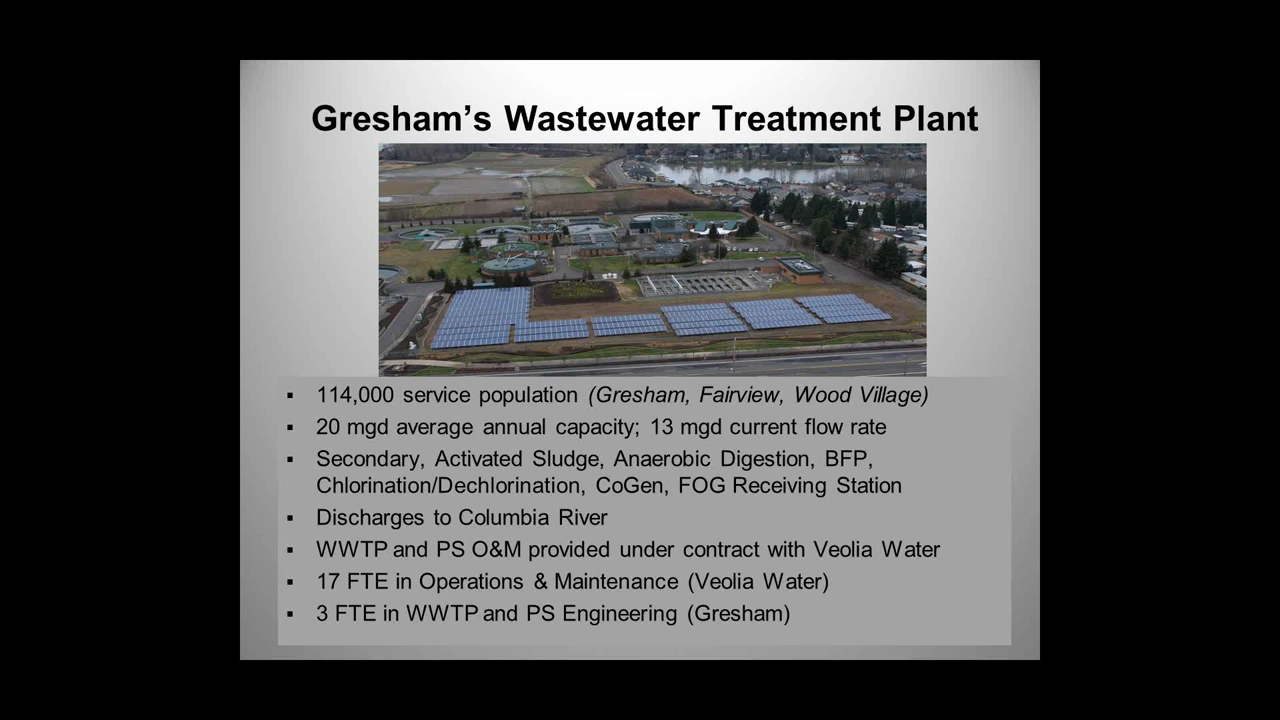 Gresham’s Wastewater Treatment Plant
▪ 114,000 service population (Gresham, Fairview, Wood Village)
▪ 20 mgd average annual capacity; 13 mgd current flow rate
▪ Secondary, Activated Sludge, Anaerobic Digestion, BFP,
Chlorination/Dechlorination, CoGen, FOG Receiving Station
▪ Discharges to Columbia River
▪ WWTP and PS O&M provided under contract with Veolia Water
▪ 17 FTE in Operations & Maintenance (Veolia Water)
▪ 3 FTE in WWTP and PS Engineering (Gresham)